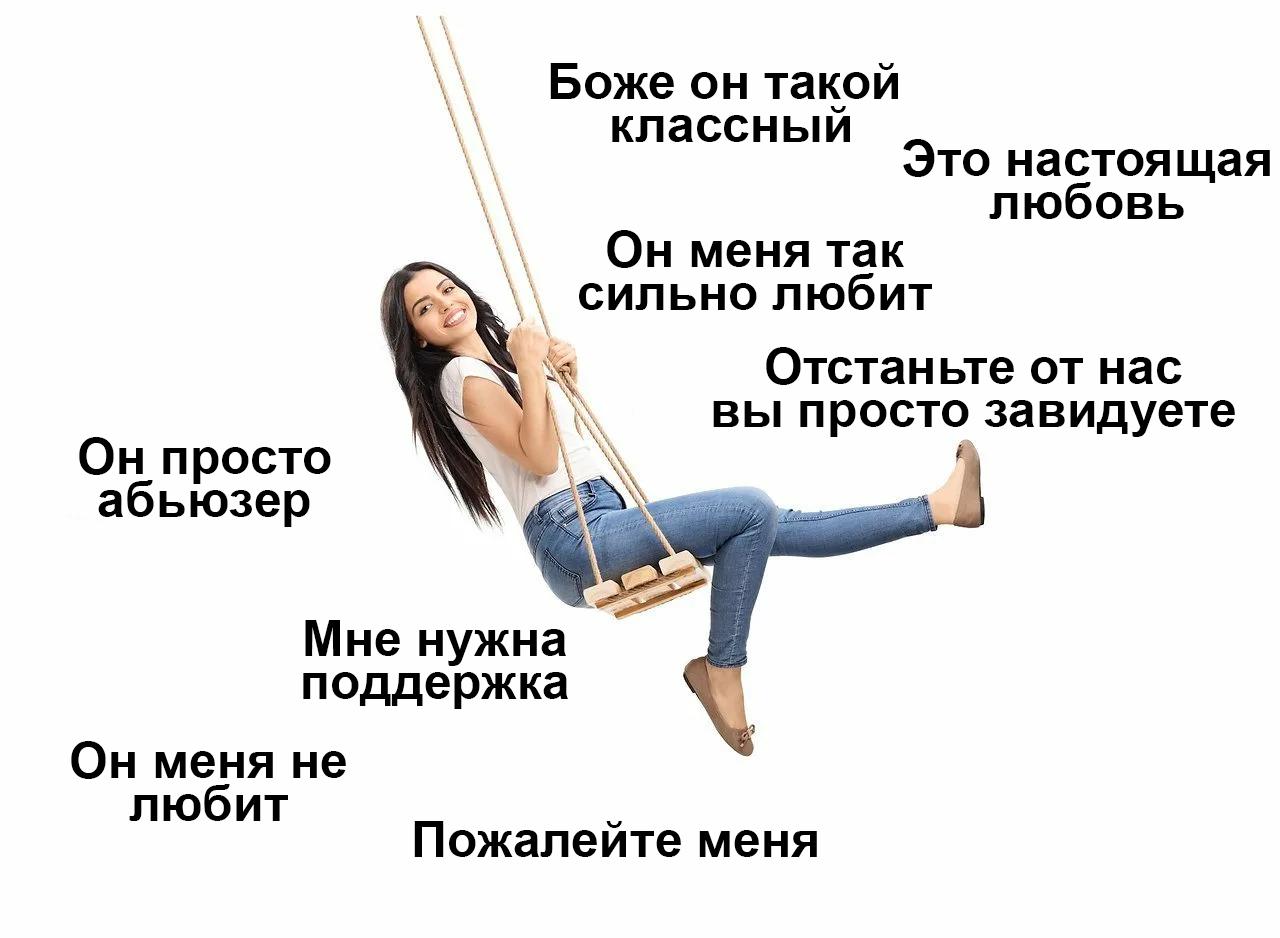 Боже он такой
классный
Это настоящая
любовь
Он меня так
сильно любит
Отстаньте от нас
вы просто завидуете
Он просто
абьюзер
Мне нужна
поддержка
Он меня не
любит
Пожалейте меня